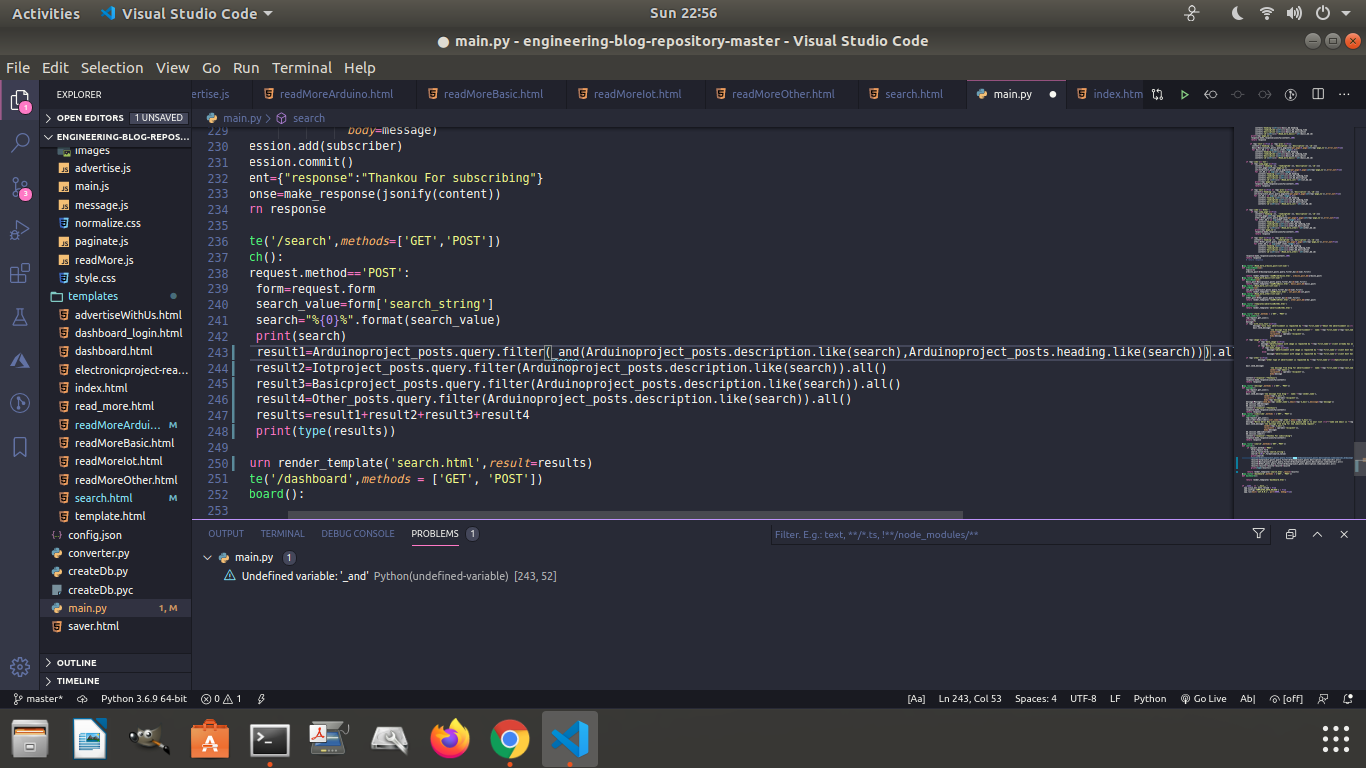 Activities
Visual Studio Code
Sun 22:56
● main.py - engineering-blog-repository-master - Visual Studio Code
File Edit Selection View Go Run Terminal Help
EXPLORER
ertise.js
readMoreArduino.html
readMoreBasic.html
readMoreIot.html
readMoreOther.html
search.html
main.py
index.htm
OPEN EDITORS 1 UNSAVED
ENGINEERING-BLOG-REPOS...
images
advertise.js
main.js
message.js
normalize.css
paginate.js
readMore.js
style.css
templates
advertiseWithUs.html
dashboard_login.html
dashboard.html
electronicproject-rea...
index.html
read_more.html
readMoreArdui... M
readMoreBasic.html
readMoreIot.html
readMoreOther.html
search.html M
template.html
config.json
converter.py
createDb.py
createDb.pyc
main.py 1, M
saver.html
OUTLINE
TIMELINE
1
3
main.py > search
229 body=message)
230 ession.add(subscriber)
231 ession.commit()
232 ent={"response":"Thankou For subscribing"}
233 onse=make_response(jsonify(content))
234 rn response
235
236 te('/search',methods=['GET','POST'])
237 ch():
238 request.method=='POST':
239 form=request.form
240 search_value=form['search_string']
241 search="%{0}%".format(search_value)
242 print(search)
243 result1=Arduinoproject_posts.query.filter(_and(Arduinoproject_posts.description.like(search),Arduinoproject_posts.heading.like(search))).al
244 result2=Iotproject_posts.query.filter(Arduinoproject_posts.description.like(search)).all()
245 result3=Basicproject_posts.query.filter(Arduinoproject_posts.description.like(search)).all()
246 result4=Other_posts.query.filter(Arduinoproject_posts.description.like(search)).all()
247 results=result1+result2+result3+result4
248 print(type(results))
249
250 urn render_template('search.html',result=results)
251 te('/dashboard',methods = ['GET', 'POST'])
252 board():
253
OUTPUT TERMINAL DEBUG CONSOLE PROBLEMS 1
Filter. E.g.: text, **/*.ts, !**/node_modules/**
main.py 1
Undefined variable: '_and' Python(undefined-variable) [243, 52]
master* Python 3.6.9 64-bit 0 1
[Aa] Ln 243, Col 53 Spaces: 4 UTF-8 LF Python Go Live Ab| [off]